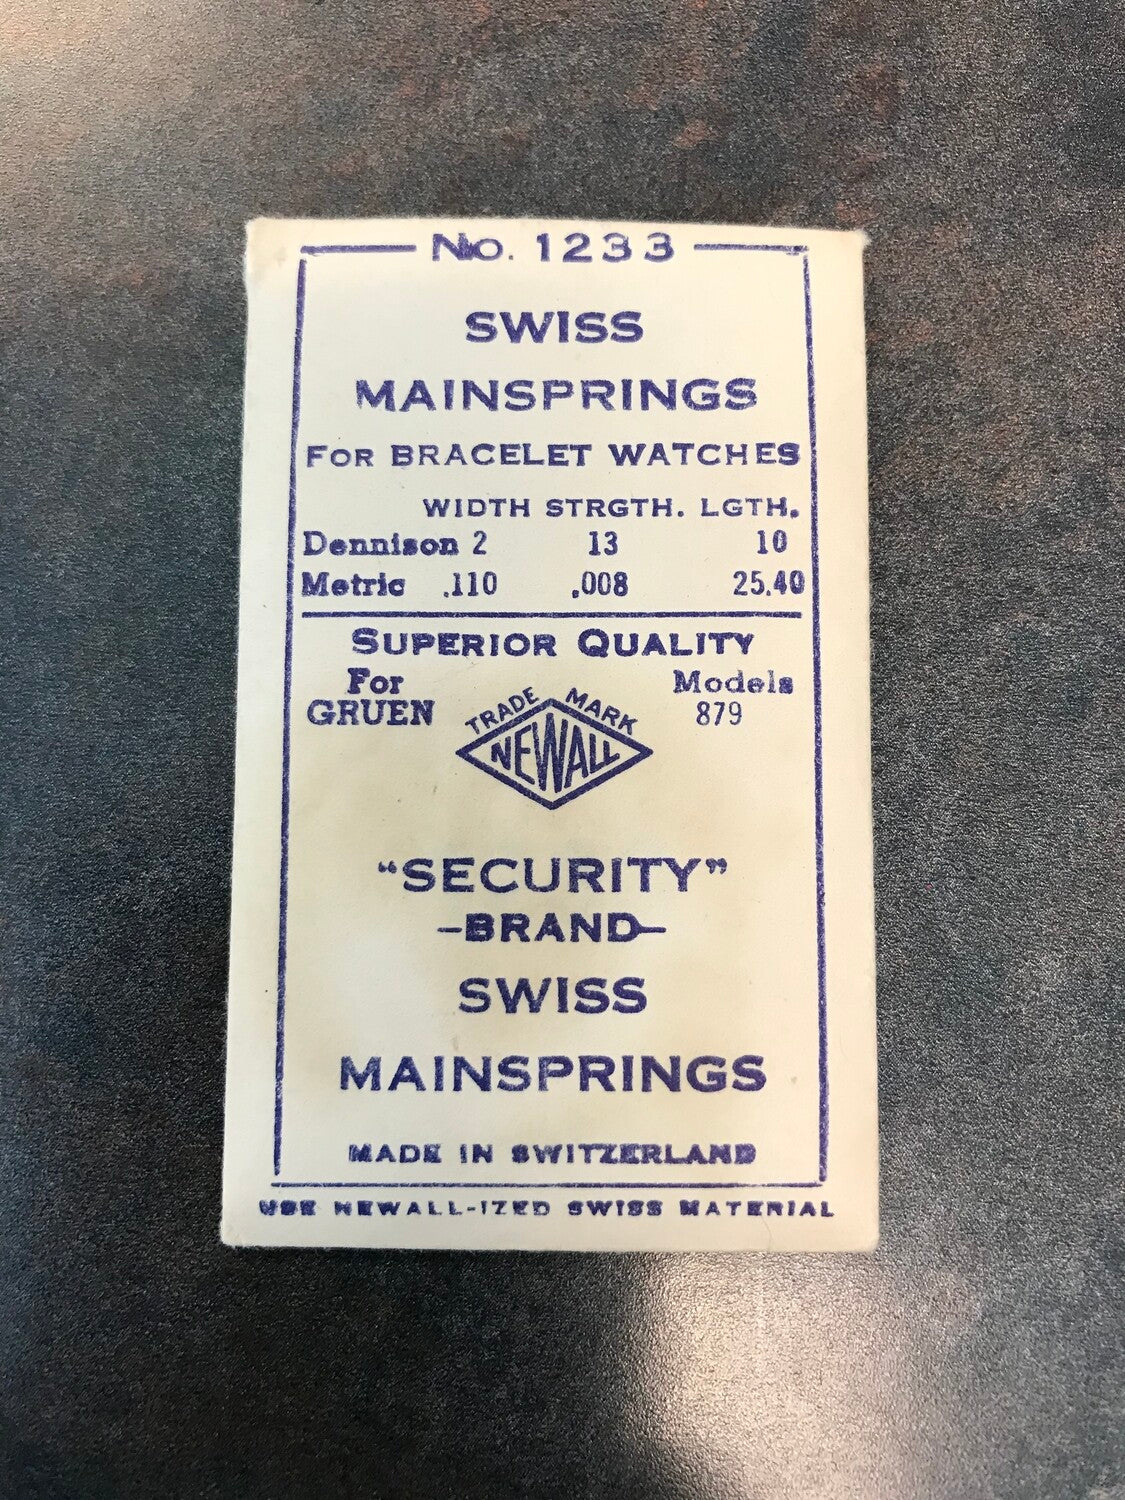 No. 1233
SWISS
MAINSPRINGS
FOR BRACELET WATCHES
WIDTH STRGTH. LGTH.
Dennison 2 13 10
Metric .110 .008 25.40
SUPERIOR QUALITY
For Models
GRUEN 879
TRADE MARK
NEWALL
"SECURITY"
-BRAND-
SWISS
MAINSPRINGS
MADE IN SWITZERLAND
USE NEWALL-IZED SWISS MATERIAL